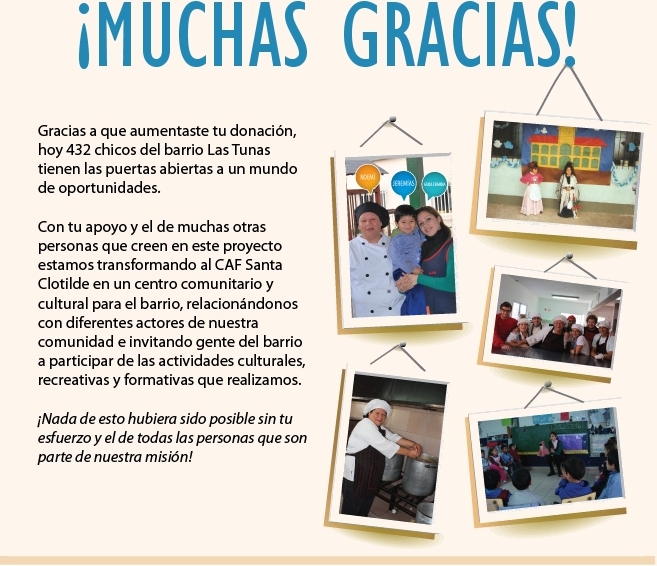 ¡MUCHAS GRACIAS!
Gracias a que aumentaste tu donación,
hoy 432 chicos del barrio Las Tunas
tienen las puertas abiertas a un mundo
de oportunidades.
Con tu apoyo y el de muchas otras
personas que creen en este proyecto
estamos transformando al CAF Santa
Clotilde en un centro comunitario y
cultural para el barrio, relacionándonos
con diferentes actores de nuestra
comunidad e invitando gente del barrio
a participar de las actividades culturales,
recreativas y formativas que realizamos.
¡Nada de esto hubiera sido posible sin tu
esfuerzo y el de todas las personas que son
parte de nuestra misión!
NOEMÍ
JEREMÍAS